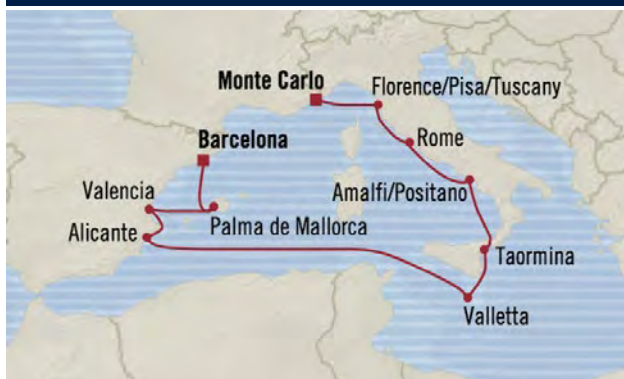 Monte Carlo
Florence/Pisa/Tuscany
Barcelona
Rome
Valencia
Amalfi/Positano
Alicante
Palma de Mallorca
Taormina
Valletta